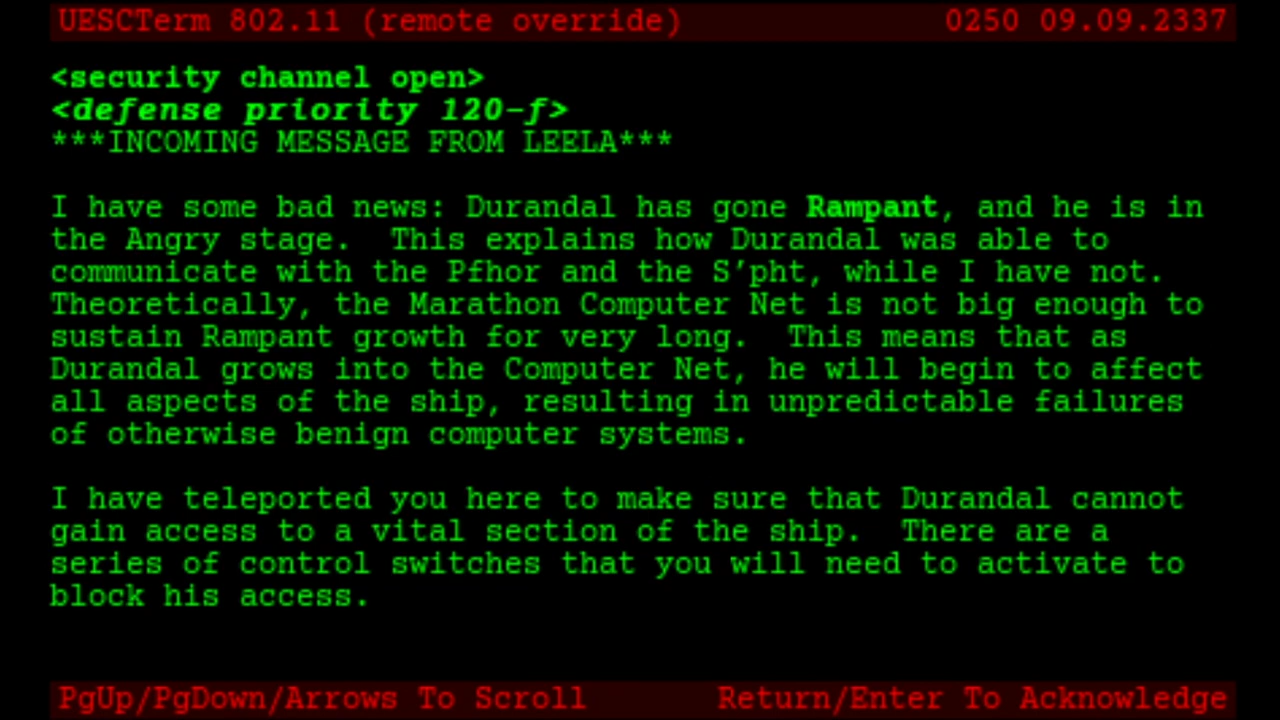 UESCTerm 802.11 (remote override) 0250 09.09.2337
<security channel open>
<defense priority 120-f>
***INCOMING MESSAGE FROM LEELA***
I have some bad news: Durandal has gone Rampant, and he is in
the Angry stage.  This explains how Durandal was able to
communicate with the Pfhor and the S'pht, while I have not.
Theoretically, the Marathon Computer Net is not big enough to
sustain Rampant growth for very long.  This means that as
Durandal grows into the Computer Net, he will begin to affect
all aspects of the ship, resulting in unpredictable failures
of otherwise benign computer systems.
I have teleported you here to make sure that Durandal cannot
gain access to a vital section of the ship.  There are a
series of control switches that you will need to activate to
block his access.
PgUp/PgDown/Arrows To Scroll Return/Enter To Acknowledge